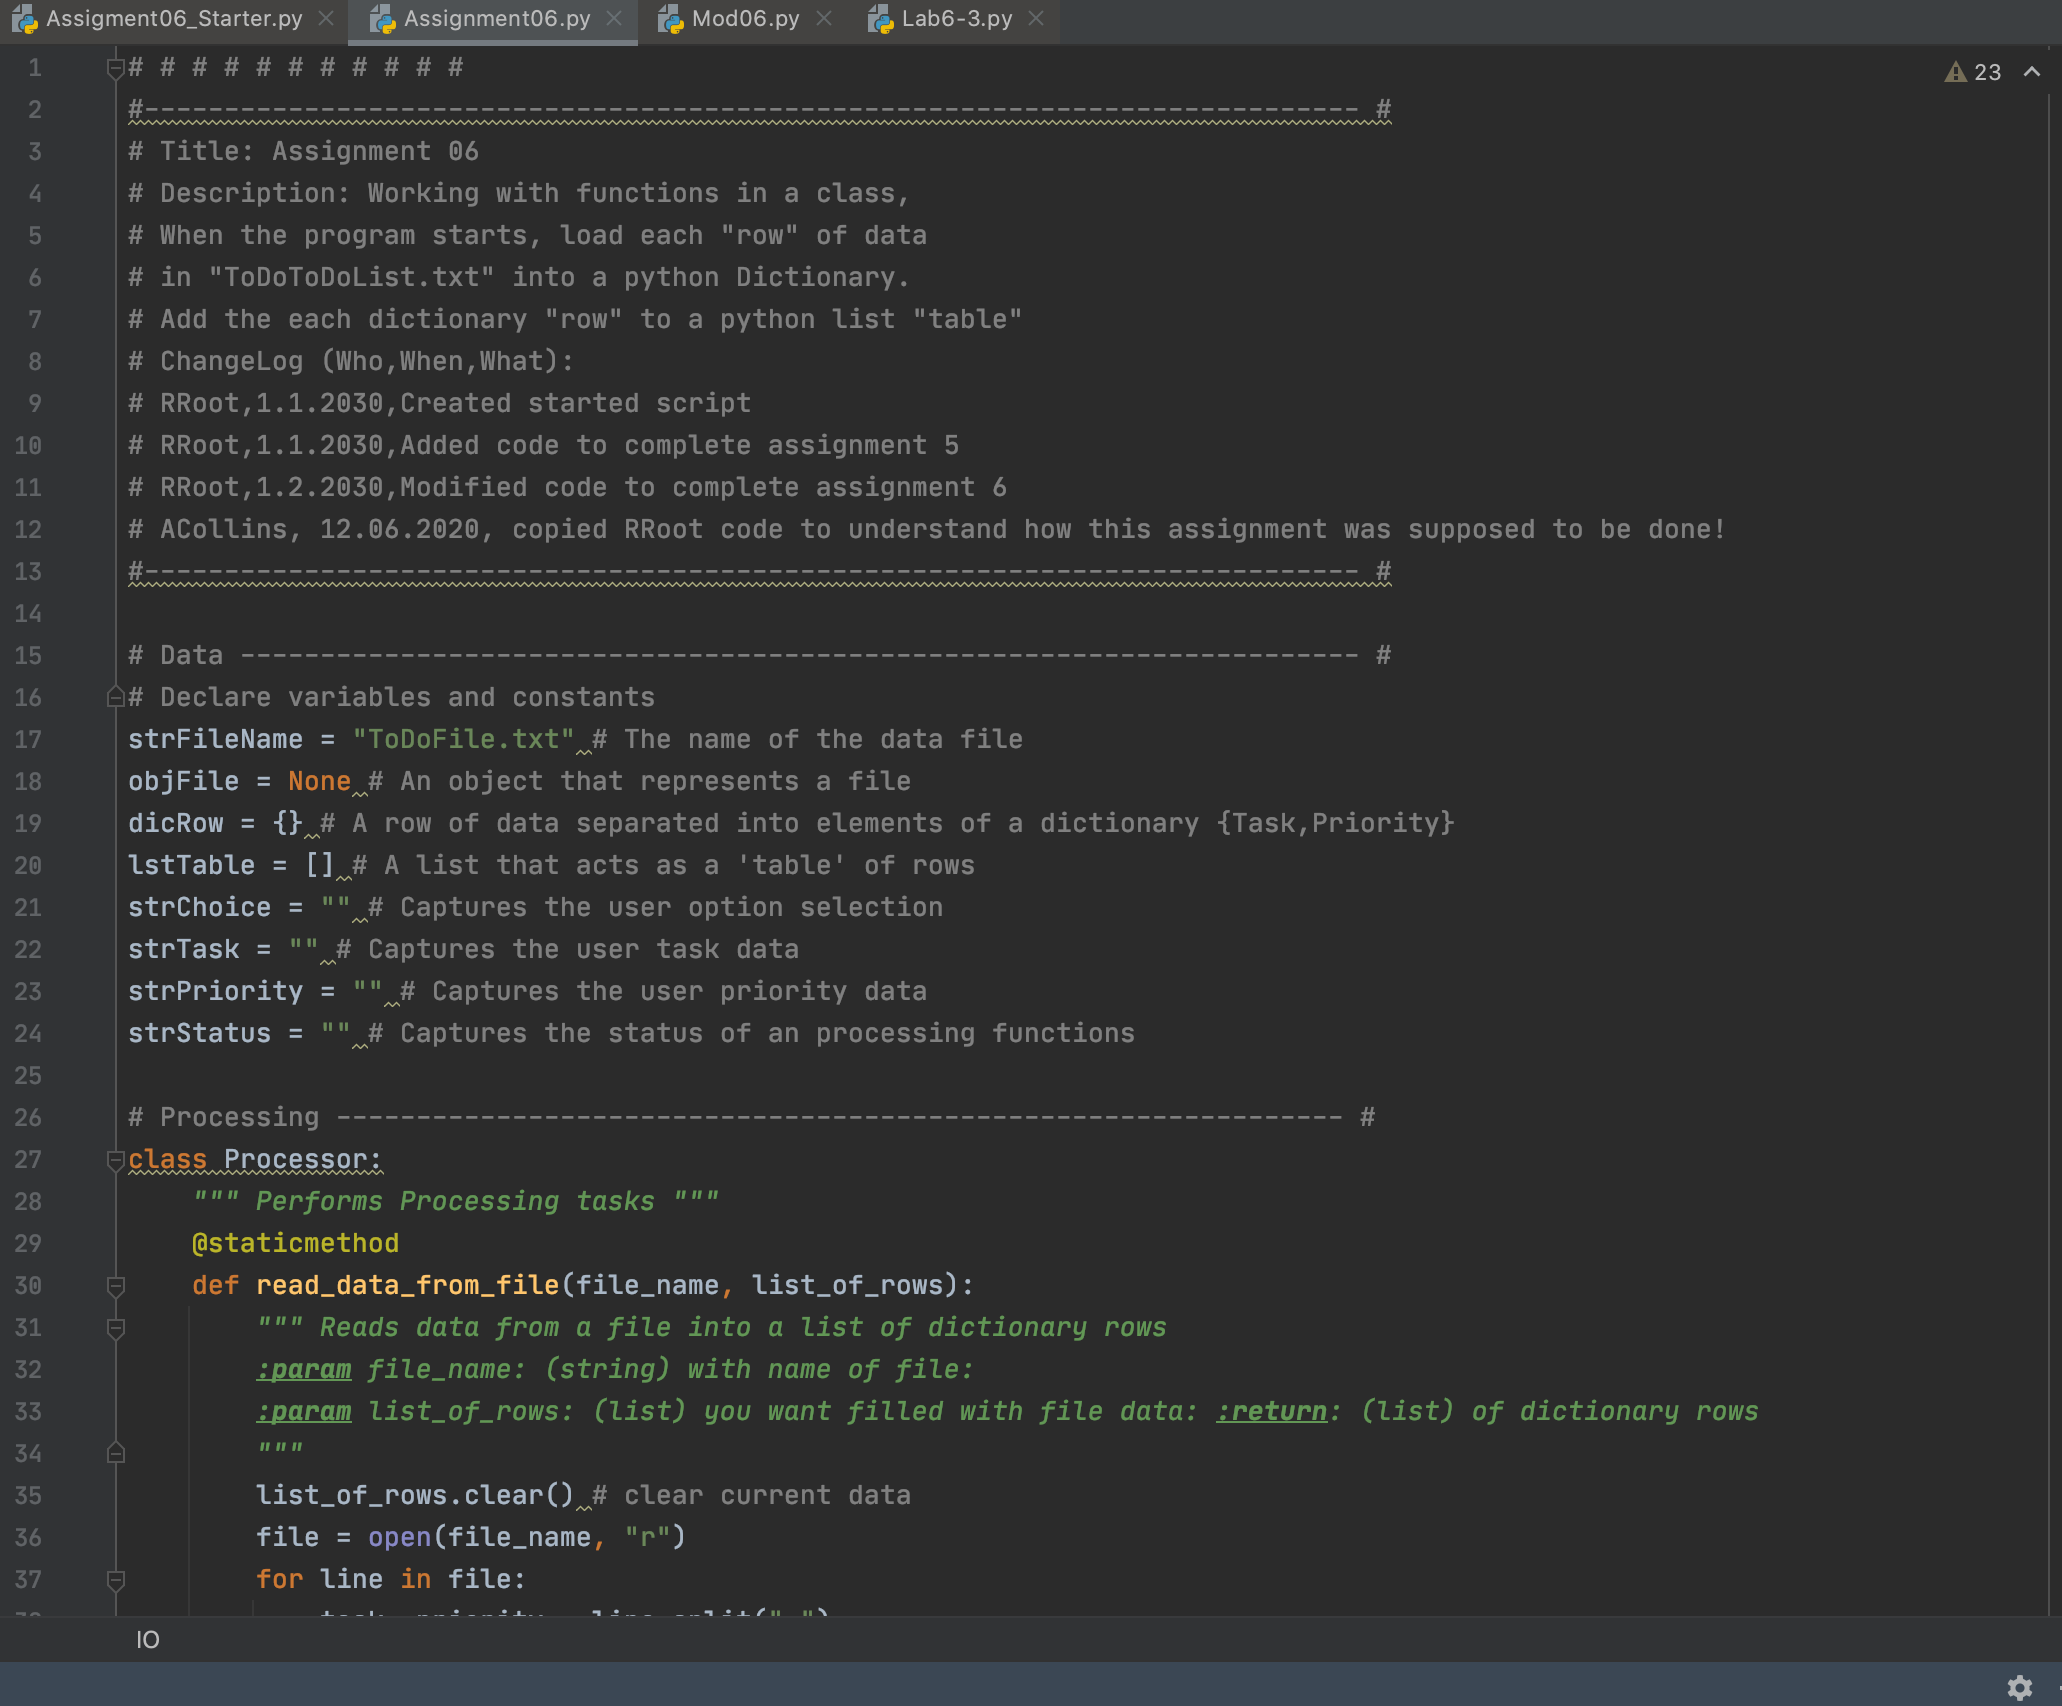 Assigment06_Starter.py Assignment06.py Mod06.py Lab6-3.py
23
1 # # # # # # # # # # #
2 #---------------------------------------------------------------------------- #
3 # Title: Assignment 06
4 # Description: Working with functions in a class,
5 # When the program starts, load each "row" of data
6 # in "ToDoToDoList.txt" into a python Dictionary.
7 # Add the each dictionary "row" to a python list "table"
8 # ChangeLog (Who,When,What):
9 # RRoot,1.1.2030,Created started script
10 # RRoot,1.1.2030,Added code to complete assignment 5
11 # RRoot,1.2.2030,Modified code to complete assignment 6
12 # ACollins, 12.06.2020, copied RRoot code to understand how this assignment was supposed to be done!
13 #---------------------------------------------------------------------------- #
14
15 # Data ---------------------------------------------------------------------- #
16 # Declare variables and constants
17 strFileName = "ToDoFile.txt" # The name of the data file
18 objFile = None # An object that represents a file
19 dicRow = {} # A row of data separated into elements of a dictionary {Task,Priority}
20 lstTable = [] # A list that acts as a 'table' of rows
21 strChoice = "" # Captures the user option selection
22 strTask = "" # Captures the user task data
23 strPriority = "" # Captures the user priority data
24 strStatus = "" # Captures the status of an processing functions
25
26 # Processing --------------------------------------------------------------- #
27 class Processor:
28 """ Performs Processing tasks """
29 @staticmethod
30 def read_data_from_file(file_name, list_of_rows):
31 """ Reads data from a file into a list of dictionary rows
32 :param file_name: (string) with name of file:
33 :param list_of_rows: (list) you want filled with file data: :return: (list) of dictionary rows
34 """
35 list_of_rows.clear() # clear current data
36 file = open(file_name, "r")
37 for line in file:
IO